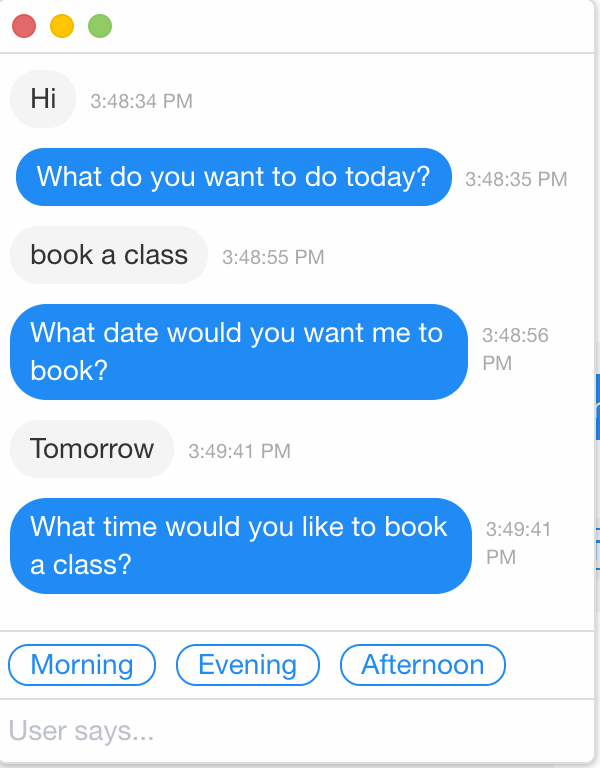 Hi 3:48:34 PM
What do you want to do today? 3:48:35 PM
book a class 3:48:55 PM
What date would you want me to
book?
3:48:56
PM
Tomorrow 3:49:41 PM
What time would you like to book
a class?
3:49:41
PM
Morning Evening Afternoon
User says...